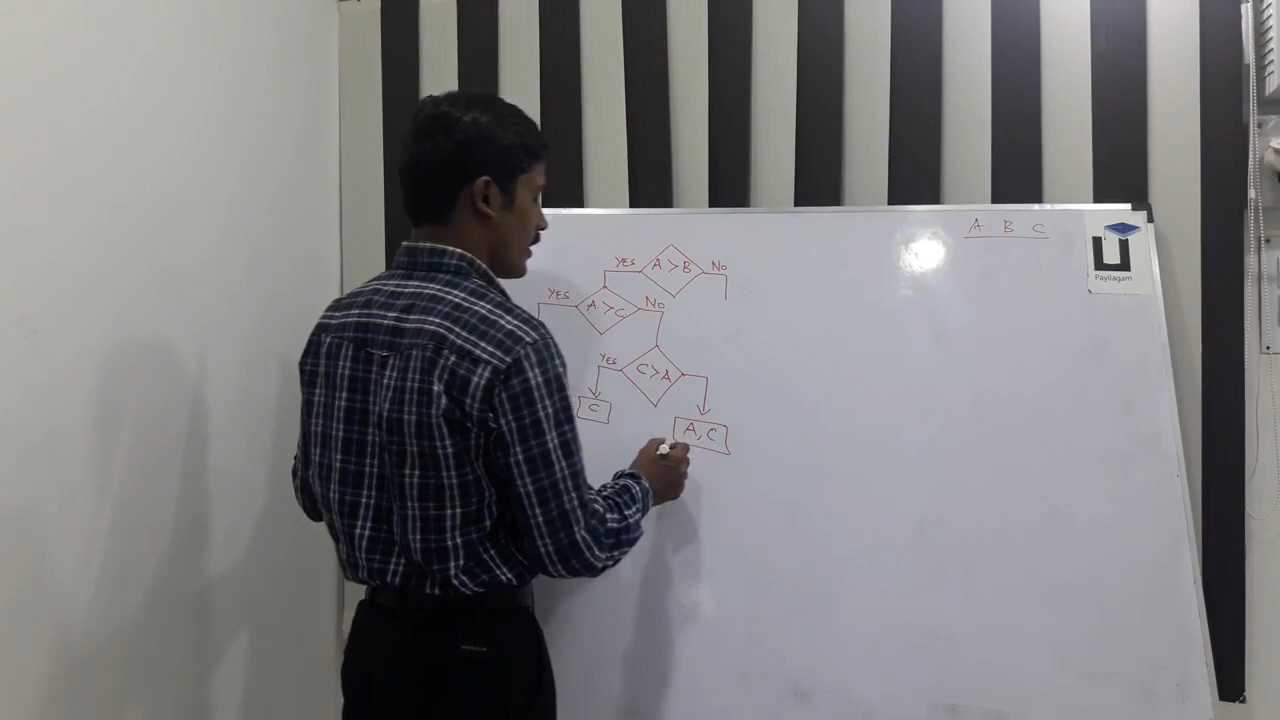 A B C
Payilagam
YES A>B No
YES A>C No
YES C>A
C
A, C